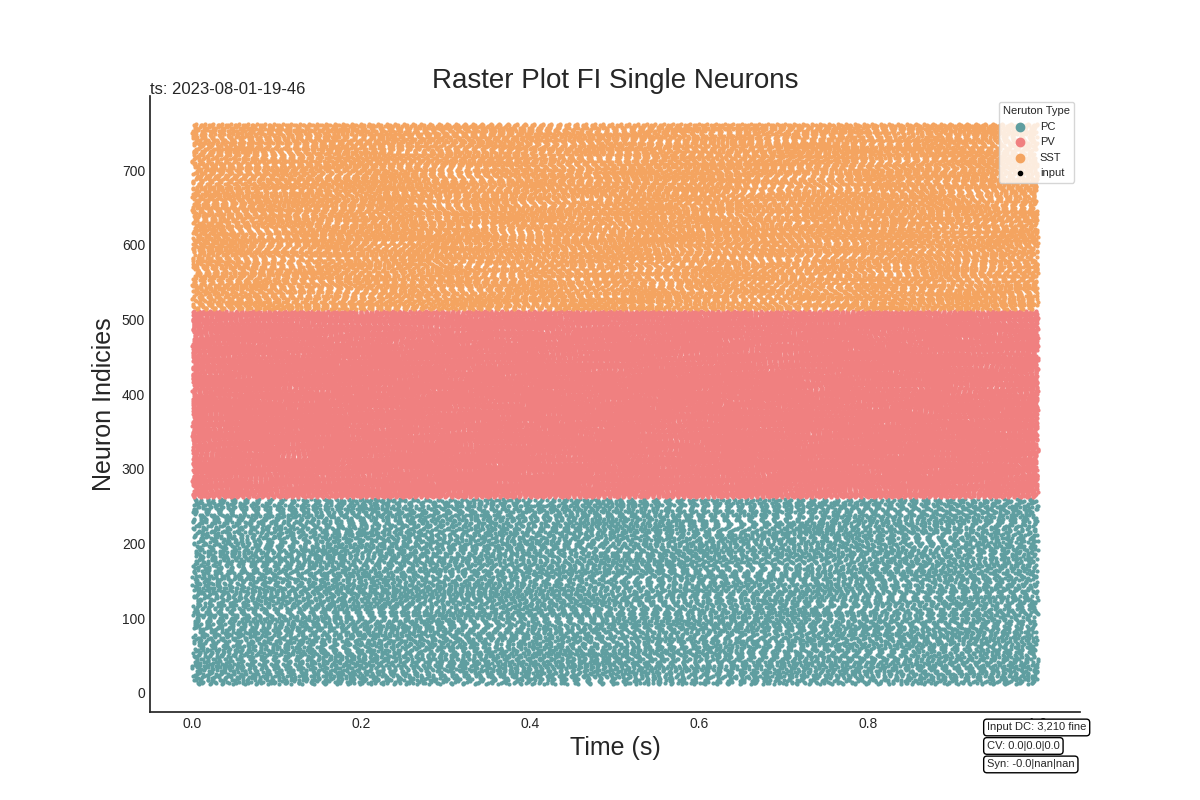 Raster Plot FI Single Neurons
ts: 2023-08-01-19-46
Neruton Type
PC
PV
SST
input
Neuron Indicies
700
600
500
400
300
200
100
0
0.0 0.2 0.4 0.6 0.8
Time (s)
Input DC: 3,210 fine
CV: 0.0|0.0|0.0
Syn: -0.0|nan|nan